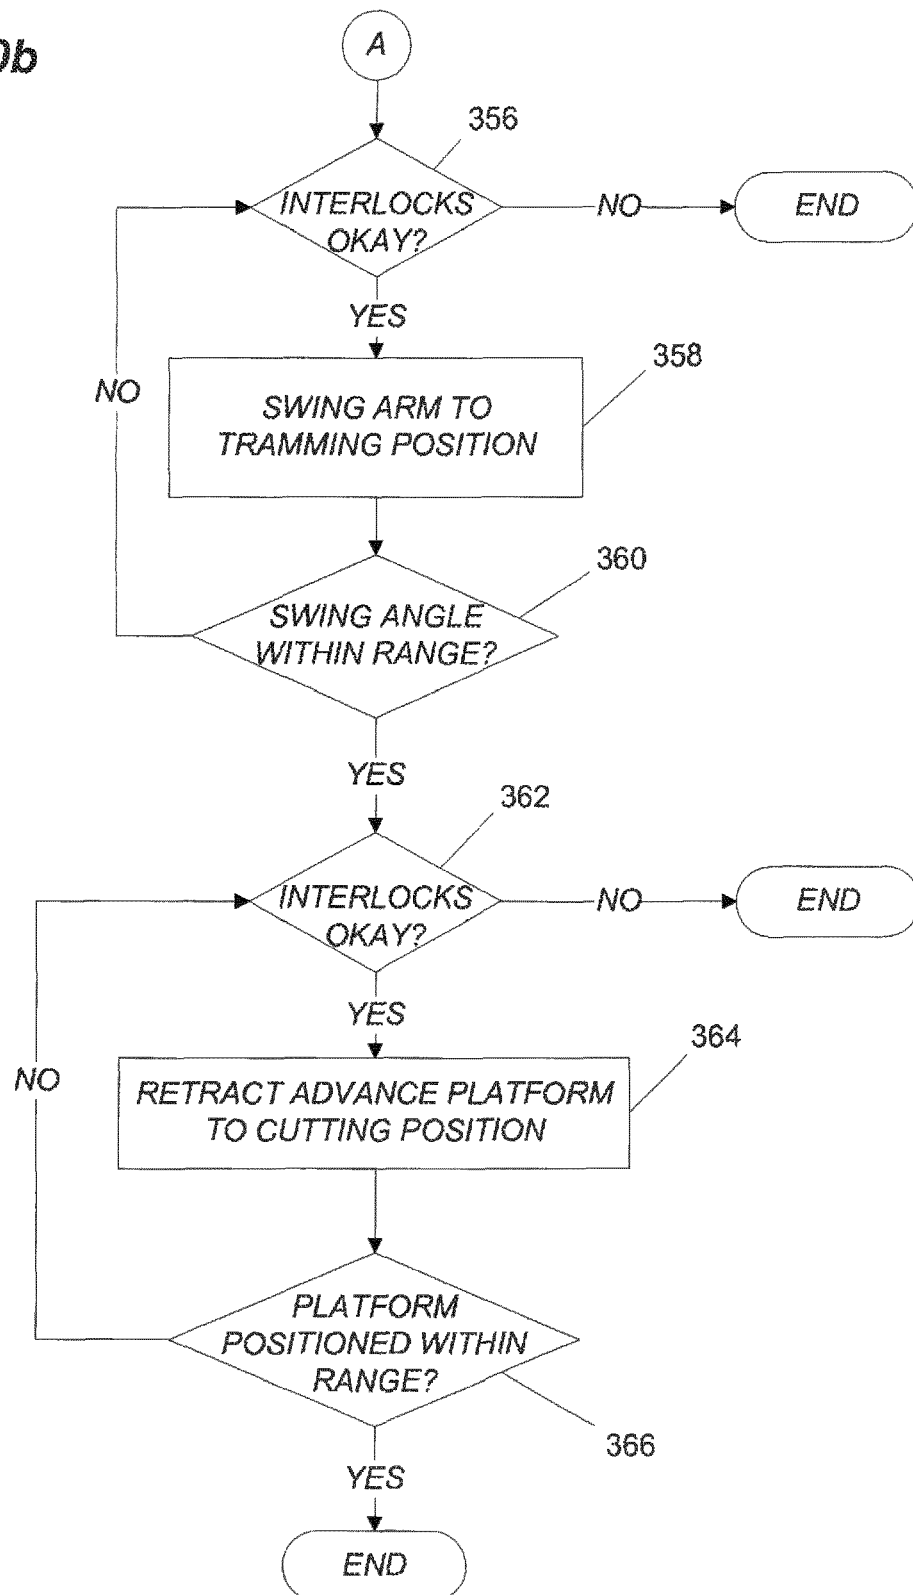 0b
A
356
INTERLOCKS
OKAY?
NO
END
YES
358
NO
SWING ARM TO
TRAMMING POSITION
360
SWING ANGLE
WITHIN RANGE?
YES
362
INTERLOCKS
OKAY?
NO
END
YES
364
NO
RETRACT ADVANCE PLATFORM
TO CUTTING POSITION
PLATFORM
POSITIONED WITHIN
RANGE?
366
YES
END